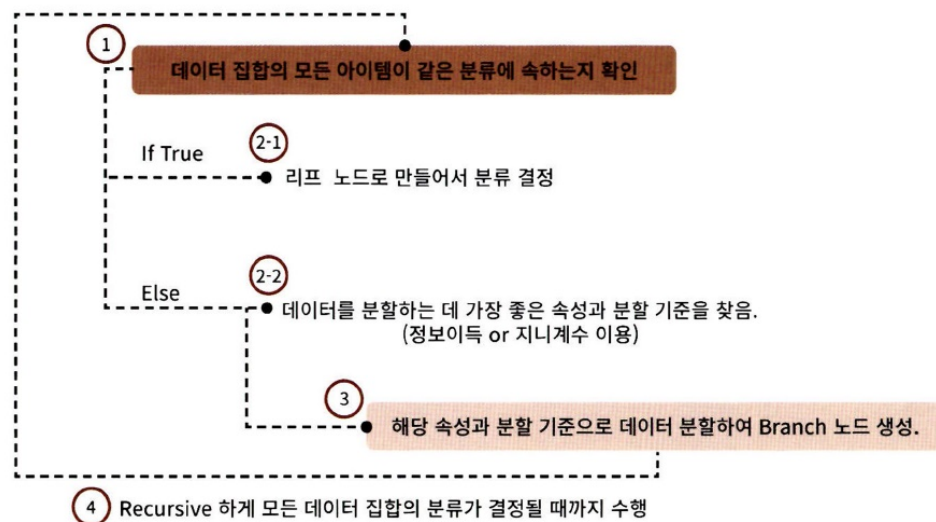 1
데이터 집합의 모든 아이템이 같은 분류에 속하는지 확인
If True
2-1
리프 노드로 만들어서 분류 결정
Else
2-2
데이터를 분할하는 데 가장 좋은 속성과 분할 기준을 찾음.
(정보이득 or 지니계수 이용)
3
해당 속성과 분할 기준으로 데이터 분할하여 Branch 노드 생성.
4 Recursive 하게 모든 데이터 집합의 분류가 결정될 때까지 수행